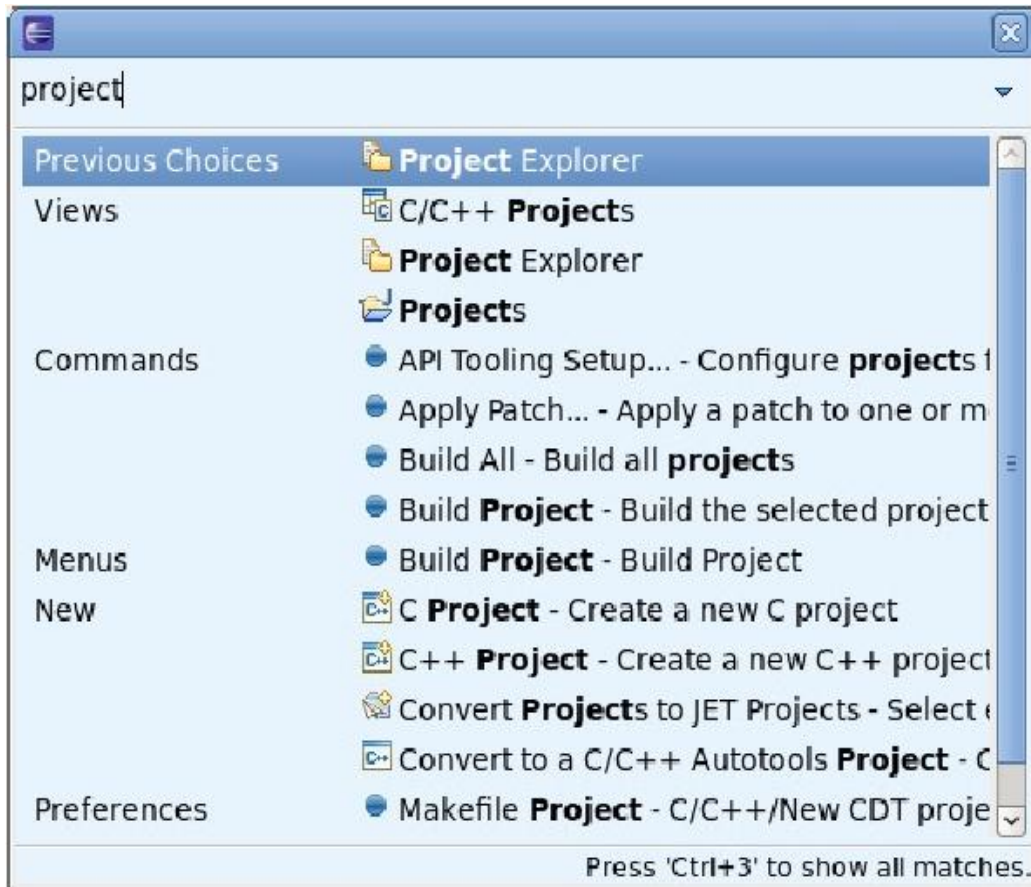 project
Previous Choices Project Explorer
Views C/C++ Projects
Project Explorer
Projects
Commands API Tooling Setup... - Configure projects
Apply Patch... - Apply a patch to one or m
Build All - Build all projects
Build Project - Build the selected project
Menus Build Project - Build Project
New C Project - Create a new C project
C++ Project - Create a new C++ project
Convert Projects to JET Projects - Select
Convert to a C/C++ Autotools Project - C
Preferences Makefile Project - C/C++/New CDT proje
Press 'Ctrl+3' to show all matches.